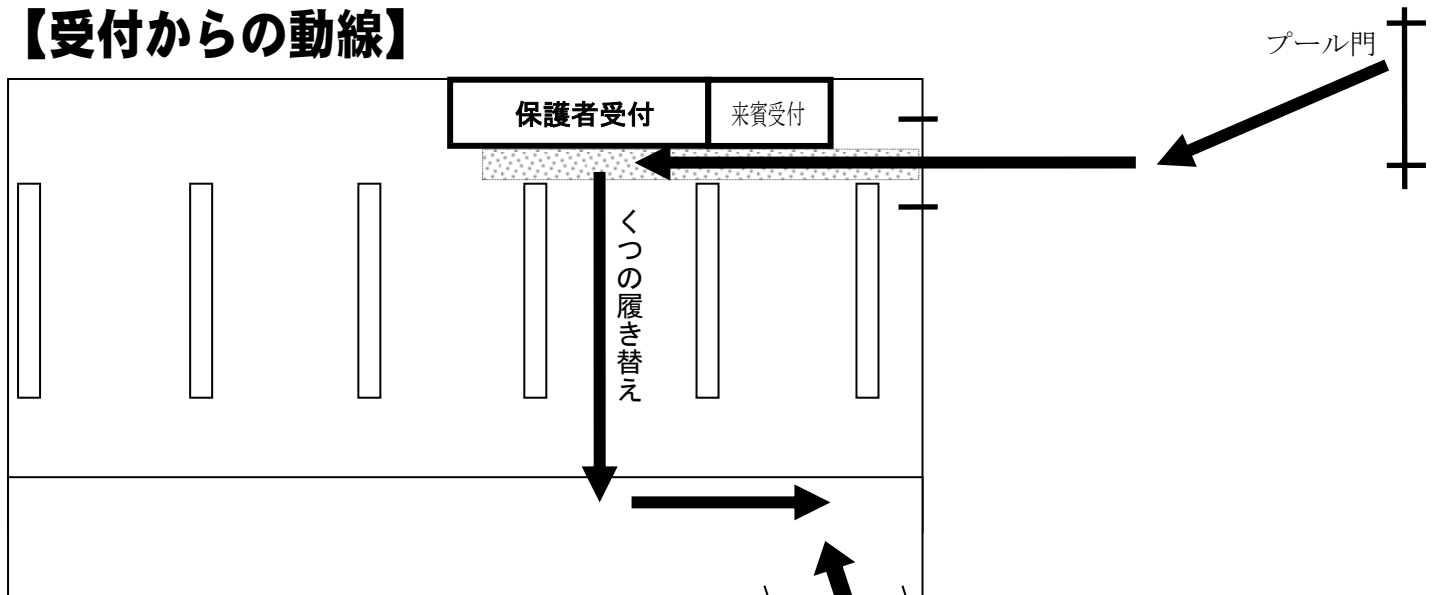 【受付からの動線】
プール門
保護者受付
来賓受付
くつの履き替え